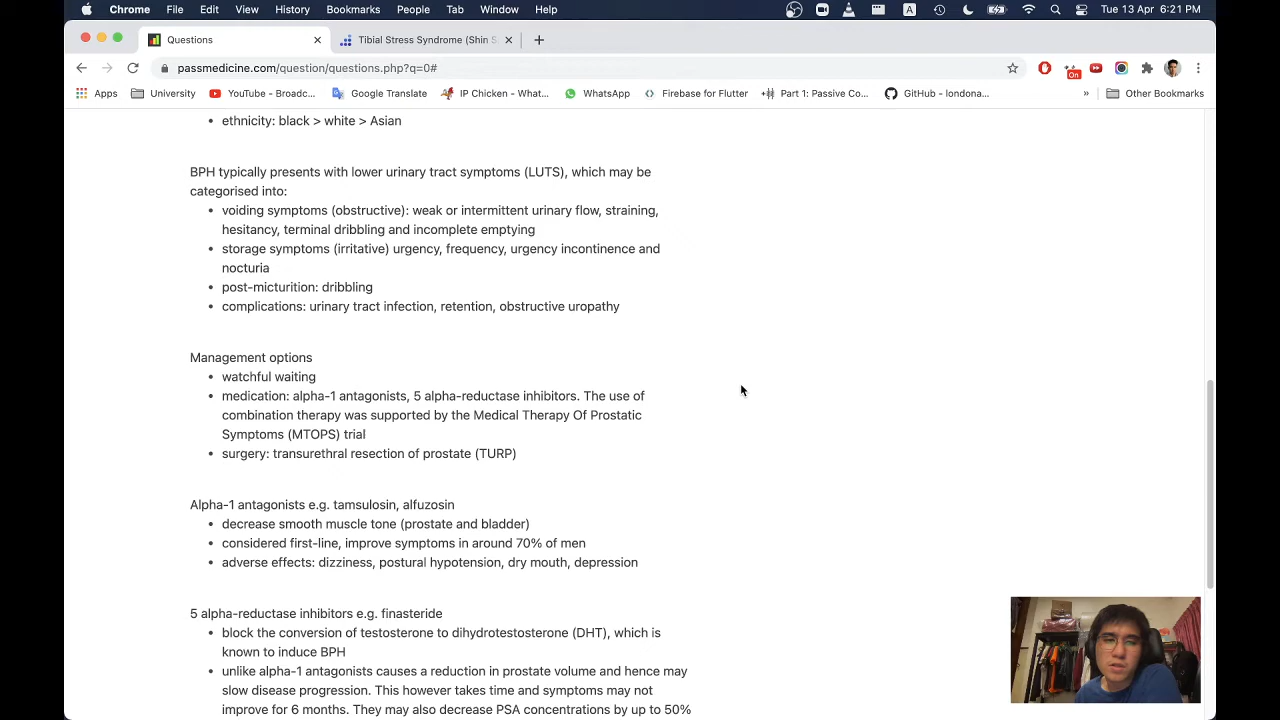 Chrome File Edit View History Bookmarks People Tab Window Help A Tue 13 Apr 6:21 PM
Questions Tibial Stress Syndrome (Shin S
passmedicine.com/question/questions.php?q=0# On
Apps University YouTube - Broadc... Google Translate IP Chicken - What... WhatsApp Firebase for Flutter Part 1: Passive Co... GitHub - londona... » Other Bookmarks
• ethnicity: black > white > Asian
BPH typically presents with lower urinary tract symptoms (LUTS), which may be
categorised into:
• voiding symptoms (obstructive): weak or intermittent urinary flow, straining,
hesitancy, terminal dribbling and incomplete emptying
• storage symptoms (irritative) urgency, frequency, urgency incontinence and
nocturia
• post-micturition: dribbling
• complications: urinary tract infection, retention, obstructive uropathy
Management options
• watchful waiting
• medication: alpha-1 antagonists, 5 alpha-reductase inhibitors. The use of
combination therapy was supported by the Medical Therapy Of Prostatic
Symptoms (MTOPS) trial
• surgery: transurethral resection of prostate (TURP)
Alpha-1 antagonists e.g. tamsulosin, alfuzosin
• decrease smooth muscle tone (prostate and bladder)
• considered first-line, improve symptoms in around 70% of men
• adverse effects: dizziness, postural hypotension, dry mouth, depression
5 alpha-reductase inhibitors e.g. finasteride
• block the conversion of testosterone to dihydrotestosterone (DHT), which is
known to induce BPH
• unlike alpha-1 antagonists causes a reduction in prostate volume and hence may
slow disease progression. This however takes time and symptoms may not
improve for 6 months. They may also decrease PSA concentrations by up to 50%